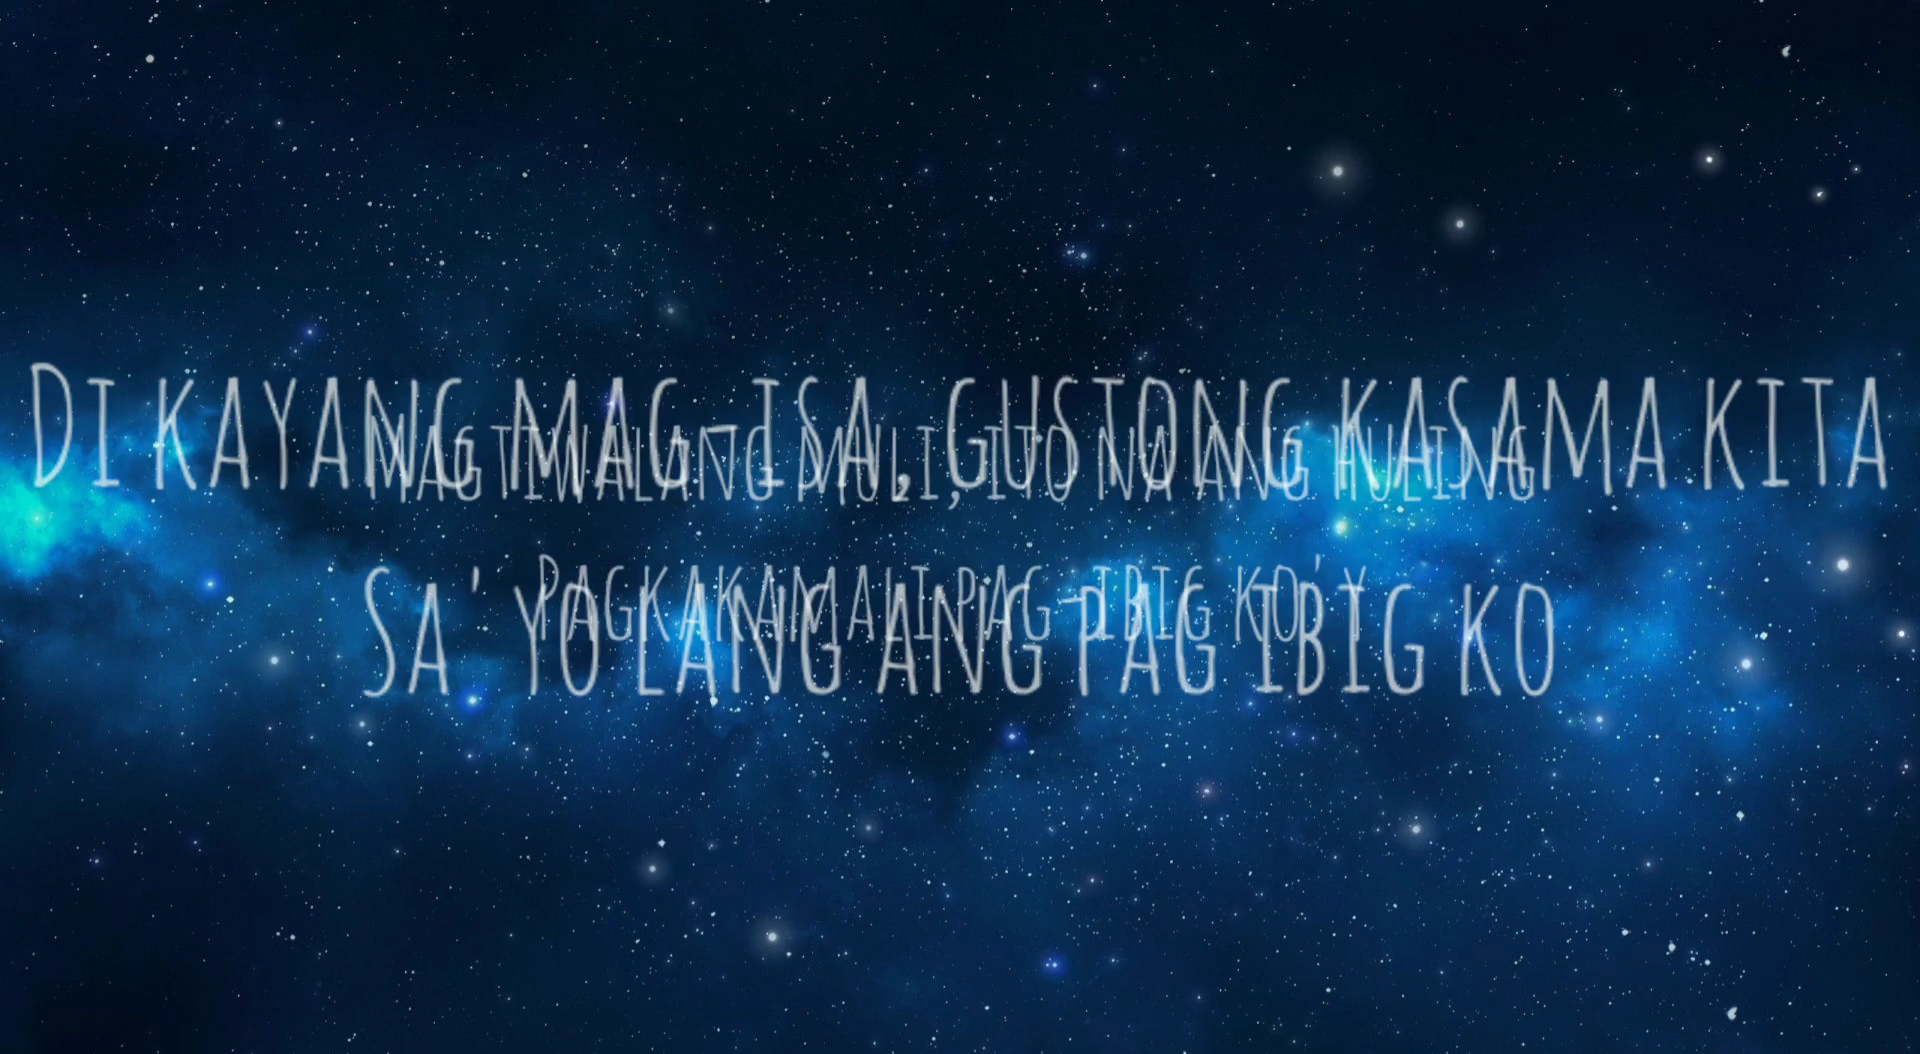 Di kayang mag-isa, gustong kasama kita
Sa'yo lang ang pag ibig ko
Magtiwalang muli, ito na ang huling
Pagkakamali pag-ibig ko'y